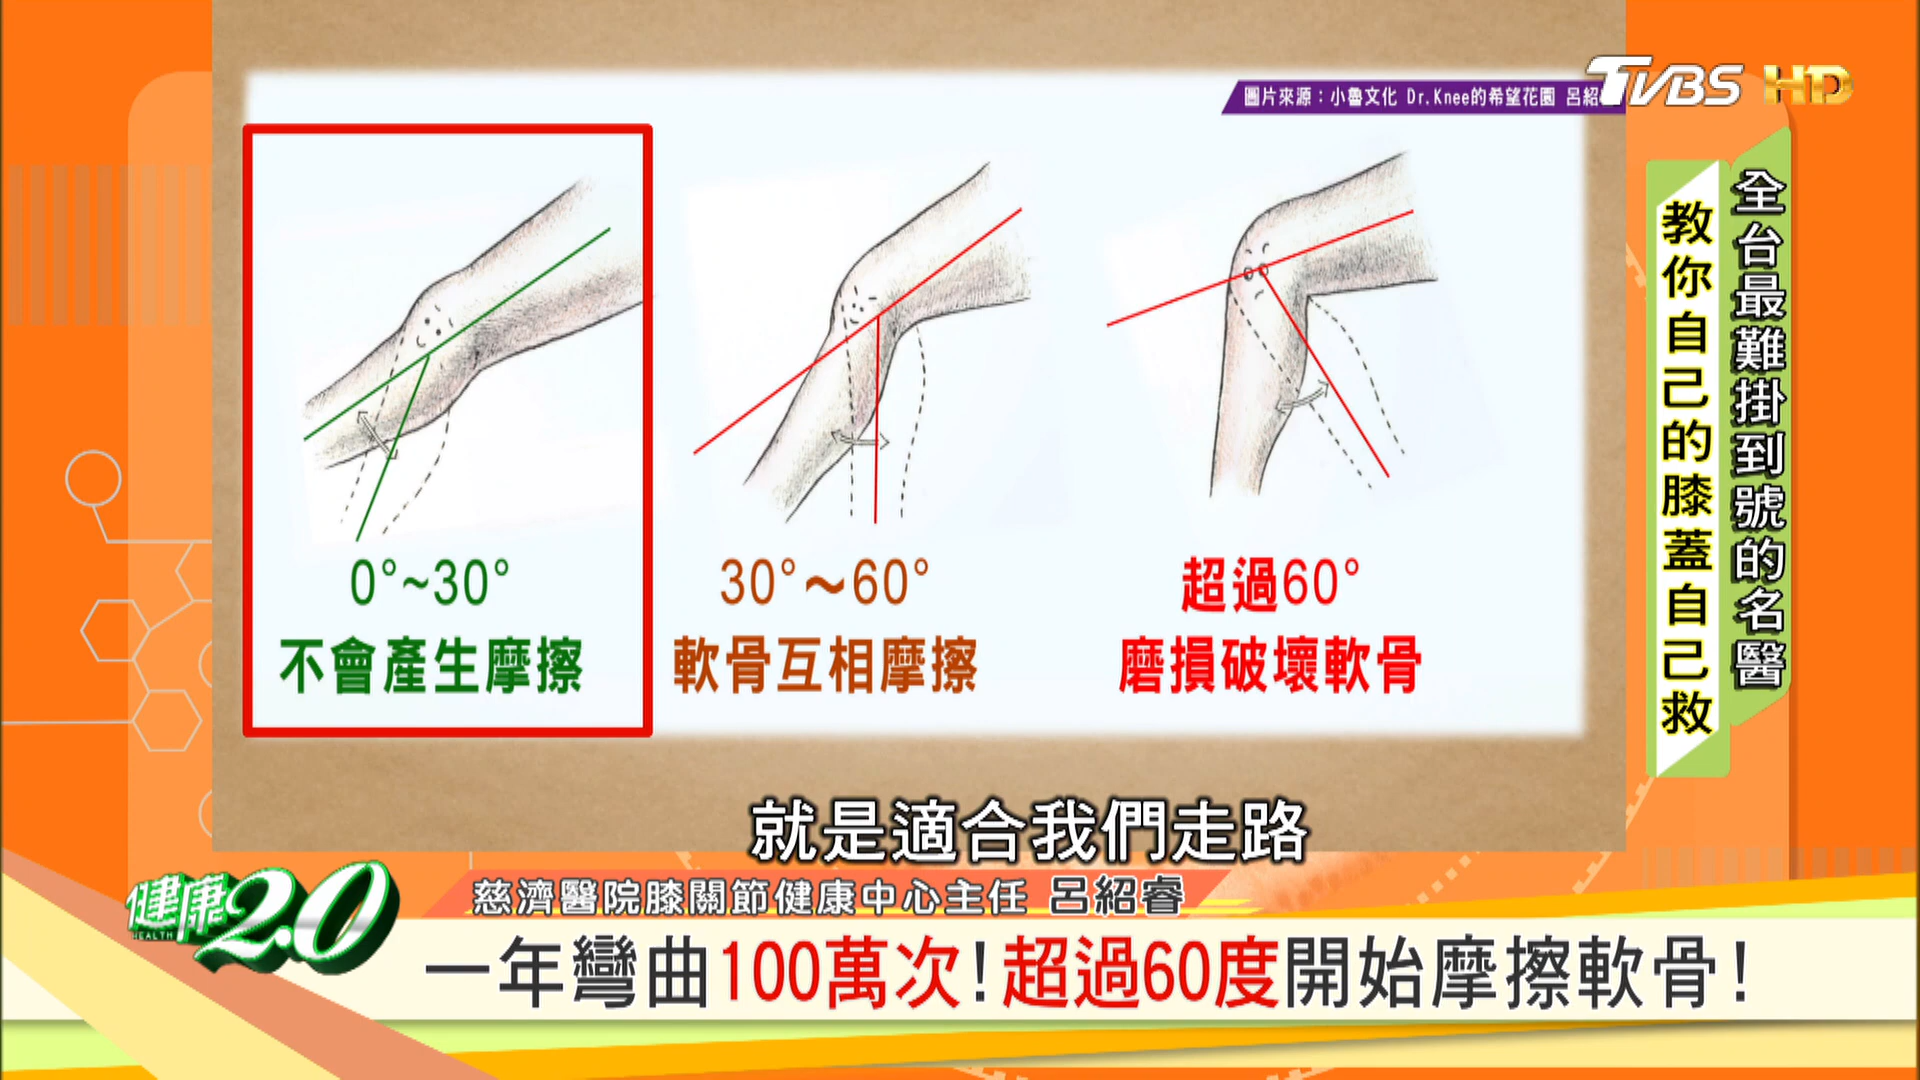 圖片來源：小魯文化 Dr.Knee的希望花園 呂紹
TVBS HD
全台最難掛到號的名醫
教你自己的膝蓋自己救
0°~30°
不會產生摩擦
30°～60°
軟骨互相摩擦
超過60°
磨損破壞軟骨
就是適合我們走路
健康2.0
HEALTH
慈濟醫院膝關節健康中心主任 呂紹睿
一年彎曲100萬次！超過60度開始摩擦軟骨！